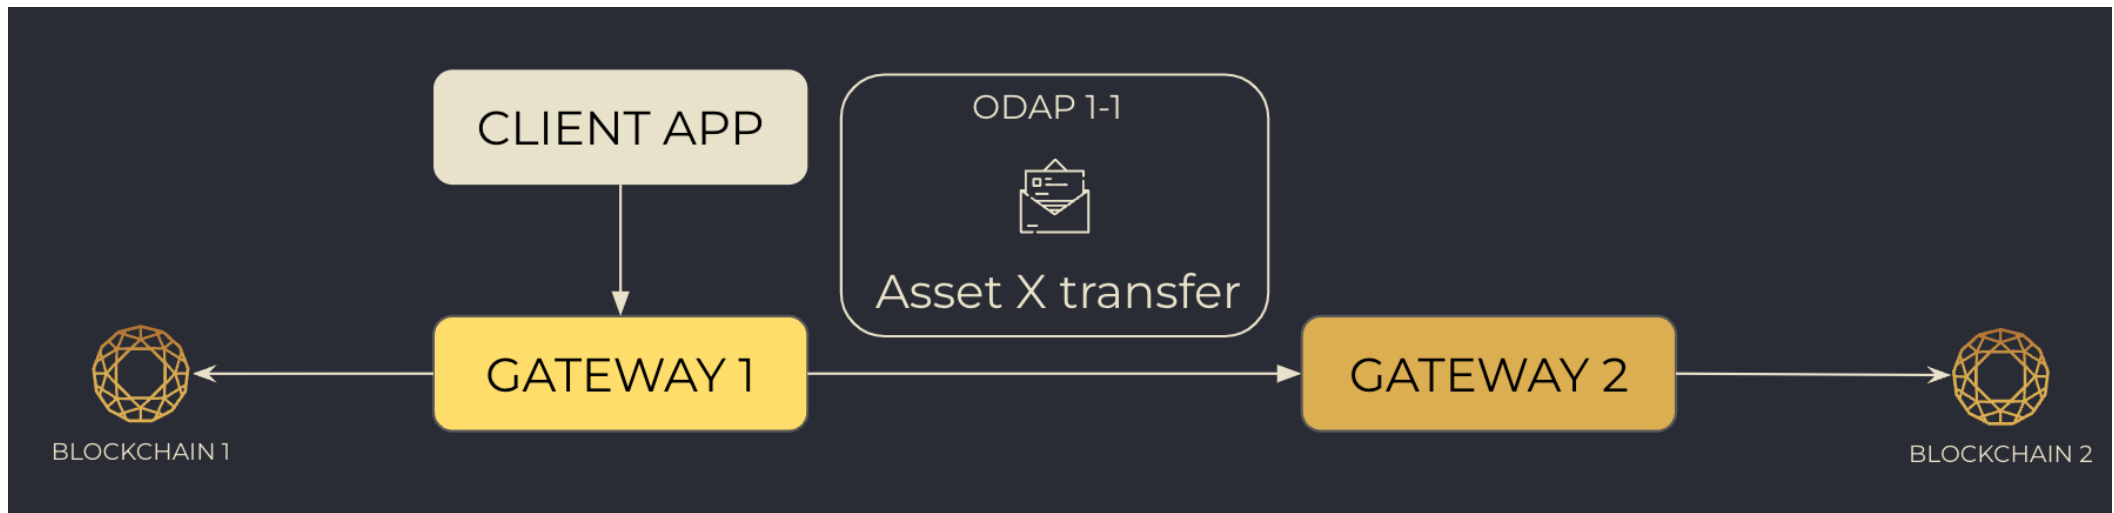 CLIENT APP
ODAP 1-1
Asset X transfer
GATEWAY 1
GATEWAY 2
BLOCKCHAIN 1
BLOCKCHAIN 2